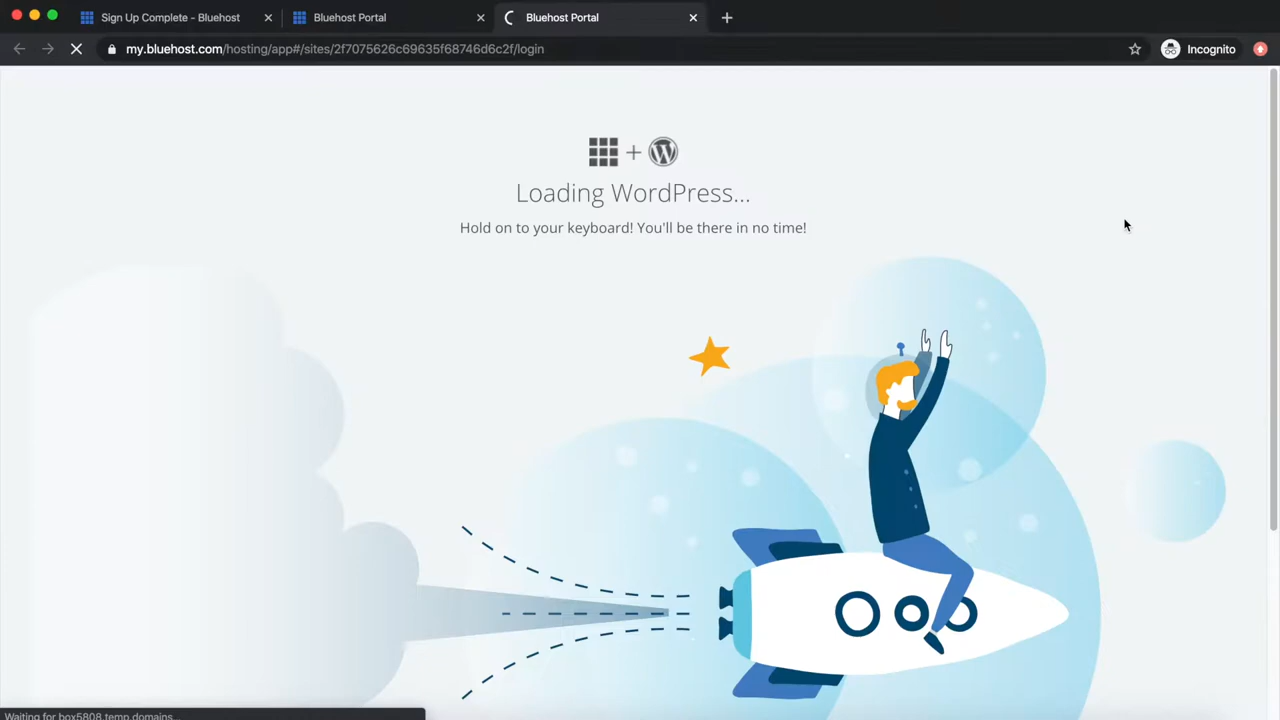 Sign Up Complete - Bluehost
Bluehost Portal
Bluehost Portal
my.bluehost.com/hosting/app#/sites/2f7075626c69635f68746d6c2f/login
Incognito
+
Loading WordPress...
Hold on to your keyboard! You'll be there in no time!
Waiting for box5808.temp.domains...